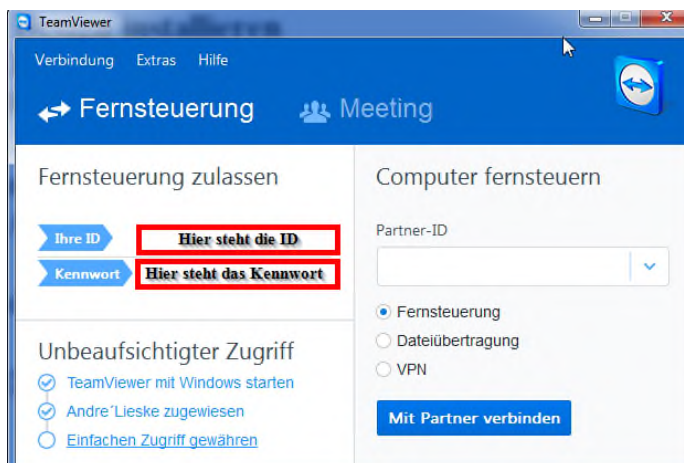 TeamViewer
installieren
Verbindung Extras Hilfe
Fernsteuerung Meeting
Fernsteuerung zulassen
Ihre ID Hier steht die ID
Kennwort Hier steht das Kennwort
Unbeaufsichtigter Zugriff
TeamViewer mit Windows starten
Andre´Lieske zugewiesen
Einfachen Zugriff gewähren
Computer fernsteuern
Partner-ID
Fernsteuerung
Dateiübertragung
VPN
Mit Partner verbinden